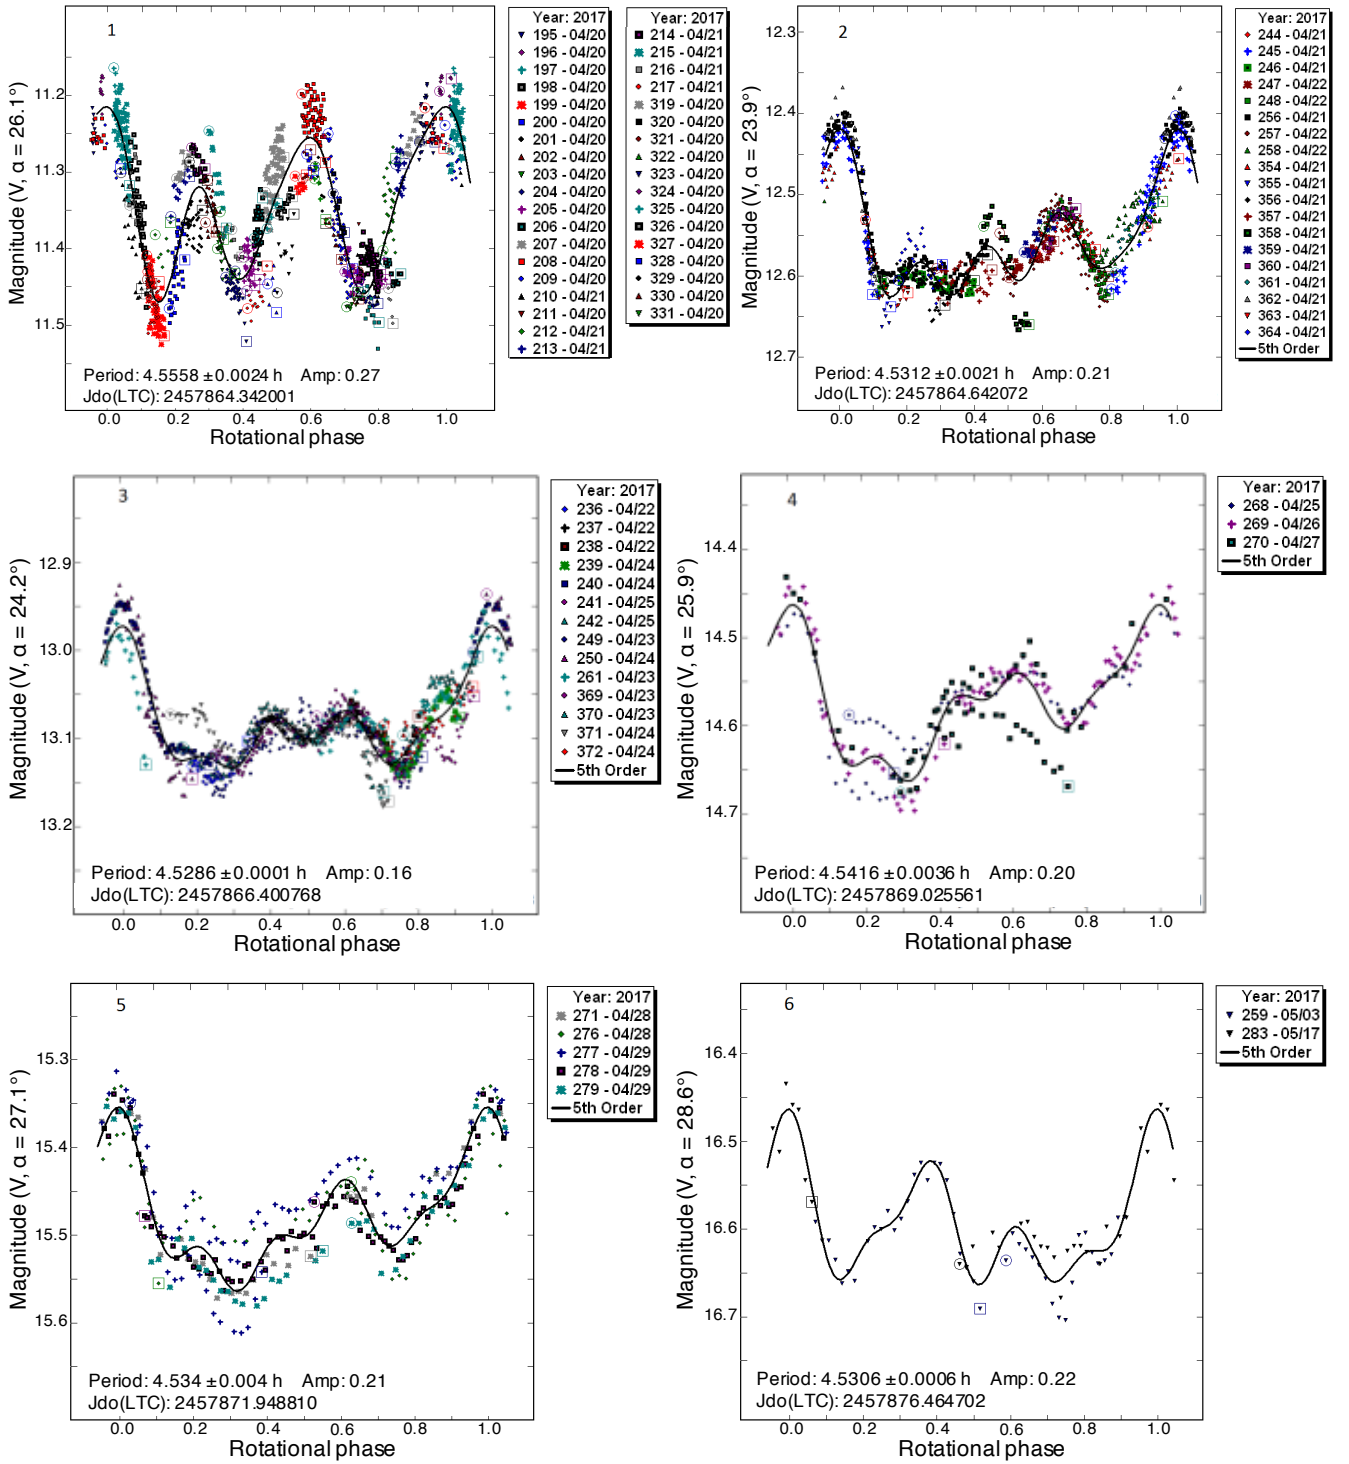 1
Magnitude (V, α = 26.1°)
11.2
11.3
11.4
11.5
Period: 4.5558 ±0.0024 h Amp: 0.27
Jdo(LTC): 2457864.342001
0.0 0.2 0.4 0.6 0.8 1.0
Rotational phase
Year: 2017
195 - 04/20
196 - 04/20
197 - 04/20
198 - 04/20
199 - 04/20
200 - 04/20
201 - 04/20
202 - 04/20
203 - 04/20
204 - 04/20
205 - 04/20
206 - 04/20
207 - 04/20
208 - 04/20
209 - 04/20
210 - 04/21
211 - 04/20
212 - 04/21
213 - 04/21
Year: 2017
214 - 04/21
215 - 04/21
216 - 04/21
217 - 04/21
319 - 04/20
320 - 04/20
321 - 04/20
322 - 04/20
323 - 04/20
324 - 04/20
325 - 04/20
326 - 04/20
327 - 04/20
328 - 04/20
329 - 04/20
330 - 04/20
331 - 04/20
2
Magnitude (V, α = 23.9°)
12.3
12.4
12.5
12.6
12.7
Period: 4.5312 ±0.0021 h Amp: 0.21
Jdo(LTC): 2457864.642072
0.0 0.2 0.4 0.6 0.8 1.0
Rotational phase
Year: 2017
244 - 04/21
245 - 04/21
246 - 04/21
247 - 04/22
248 - 04/22
256 - 04/21
257 - 04/22
258 - 04/22
354 - 04/21
355 - 04/21
356 - 04/21
357 - 04/21
358 - 04/21
359 - 04/21
360 - 04/21
361 - 04/21
362 - 04/21
363 - 04/21
364 - 04/21
5th Order
3
Magnitude (V, α = 24.2°)
12.9
13.0
13.1
13.2
Period: 4.5286 ±0.0001 h Amp: 0.16
Jdo(LTC): 2457866.400768
0.0 0.2 0.4 0.6 0.8 1.0
Rotational phase
Year: 2017
236 - 04/22
237 - 04/22
238 - 04/22
239 - 04/24
240 - 04/24
241 - 04/25
242 - 04/25
249 - 04/23
250 - 04/24
261 - 04/23
369 - 04/23
370 - 04/23
371 - 04/24
372 - 04/24
5th Order
4
Magnitude (V, α = 25.9°)
14.4
14.5
14.6
14.7
Period: 4.5416 ±0.0036 h Amp: 0.20
Jdo(LTC): 2457869.025561
0.0 0.2 0.4 0.6 0.8 1.0
Rotational phase
Year: 2017
268 - 04/25
269 - 04/26
270 - 04/27
5th Order
5
Magnitude (V, α = 27.1°)
15.3
15.4
15.5
15.6
Period: 4.534 ±0.004 h Amp: 0.21
Jdo(LTC): 2457871.948810
0.0 0.2 0.4 0.6 0.8 1.0
Rotational phase
Year: 2017
271 - 04/28
276 - 04/28
277 - 04/29
278 - 04/29
279 - 04/29
5th Order
6
Magnitude (V, α = 28.6°)
16.4
16.5
16.6
16.7
Period: 4.5306 ±0.0006 h Amp: 0.22
Jdo(LTC): 2457876.464702
0.0 0.2 0.4 0.6 0.8 1.0
Rotational phase
Year: 2017
259 - 05/03
283 - 05/17
5th Order